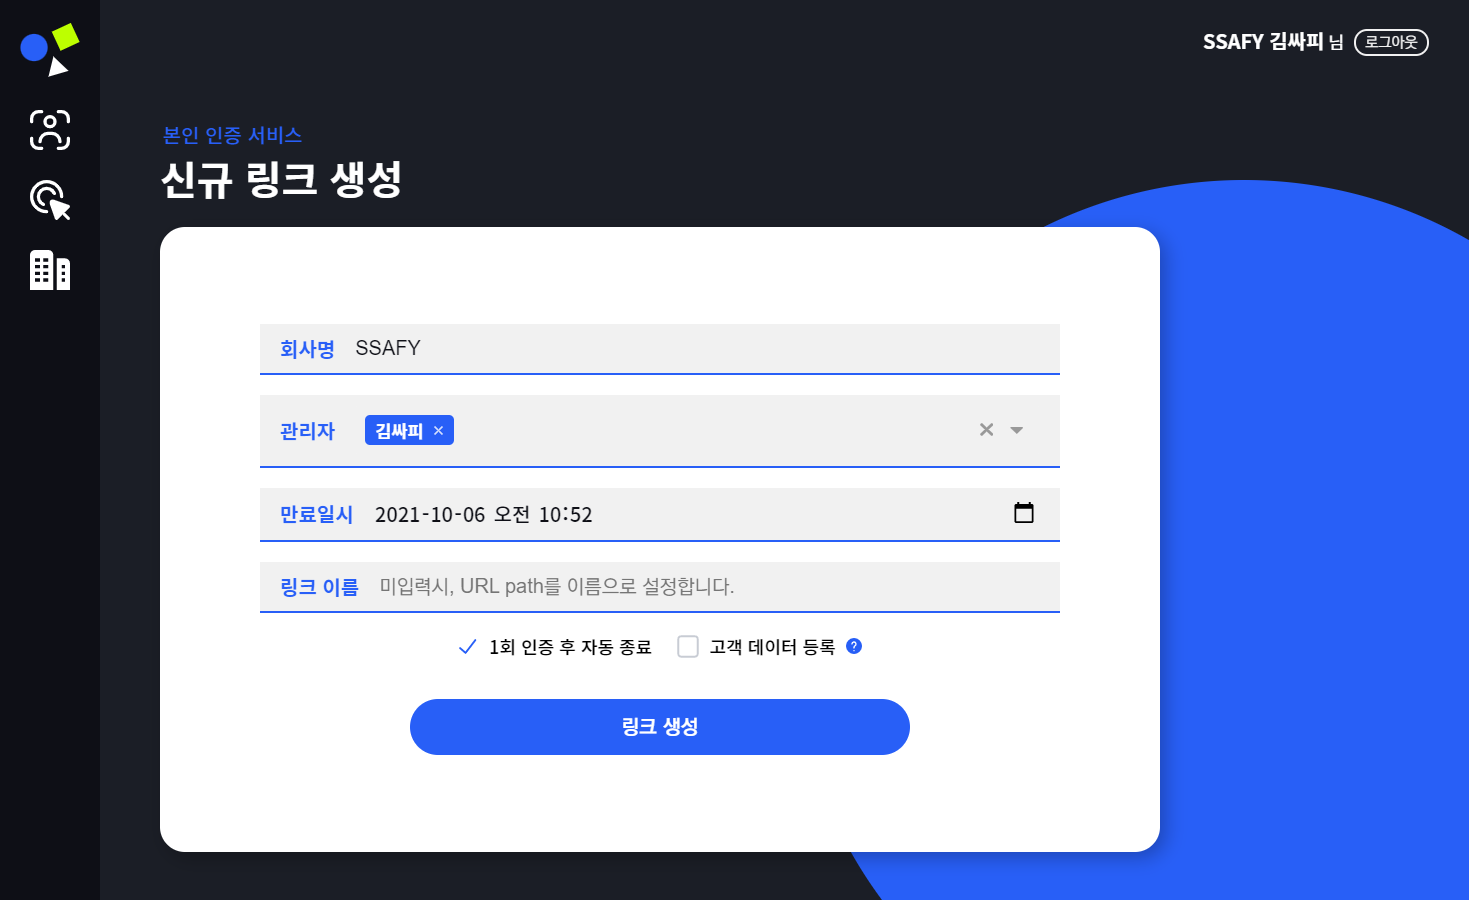 SSAFY 김싸피 님 로그아웃
본인 인증 서비스
신규 링크 생성
회사명 SSAFY
관리자 김싸피 ×
만료일시 2021-10-06 오전 10:52
링크 이름 미입력시, URL path를 이름으로 설정합니다.
1회 인증 후 자동 종료 고객 데이터 등록 ?
링크 생성